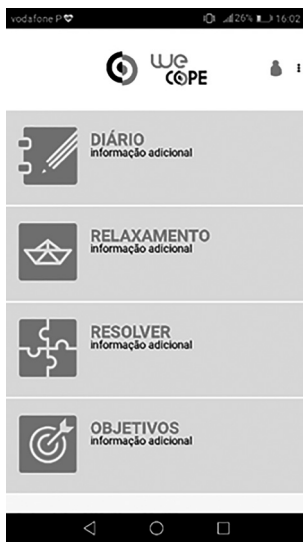 vodafone P 26% 16:02
we
COPE
DIÁRIO
informação adicional
RELAXAMENTO
informação adicional
RESOLVER
informação adicional
OBJETIVOS
informação adicional